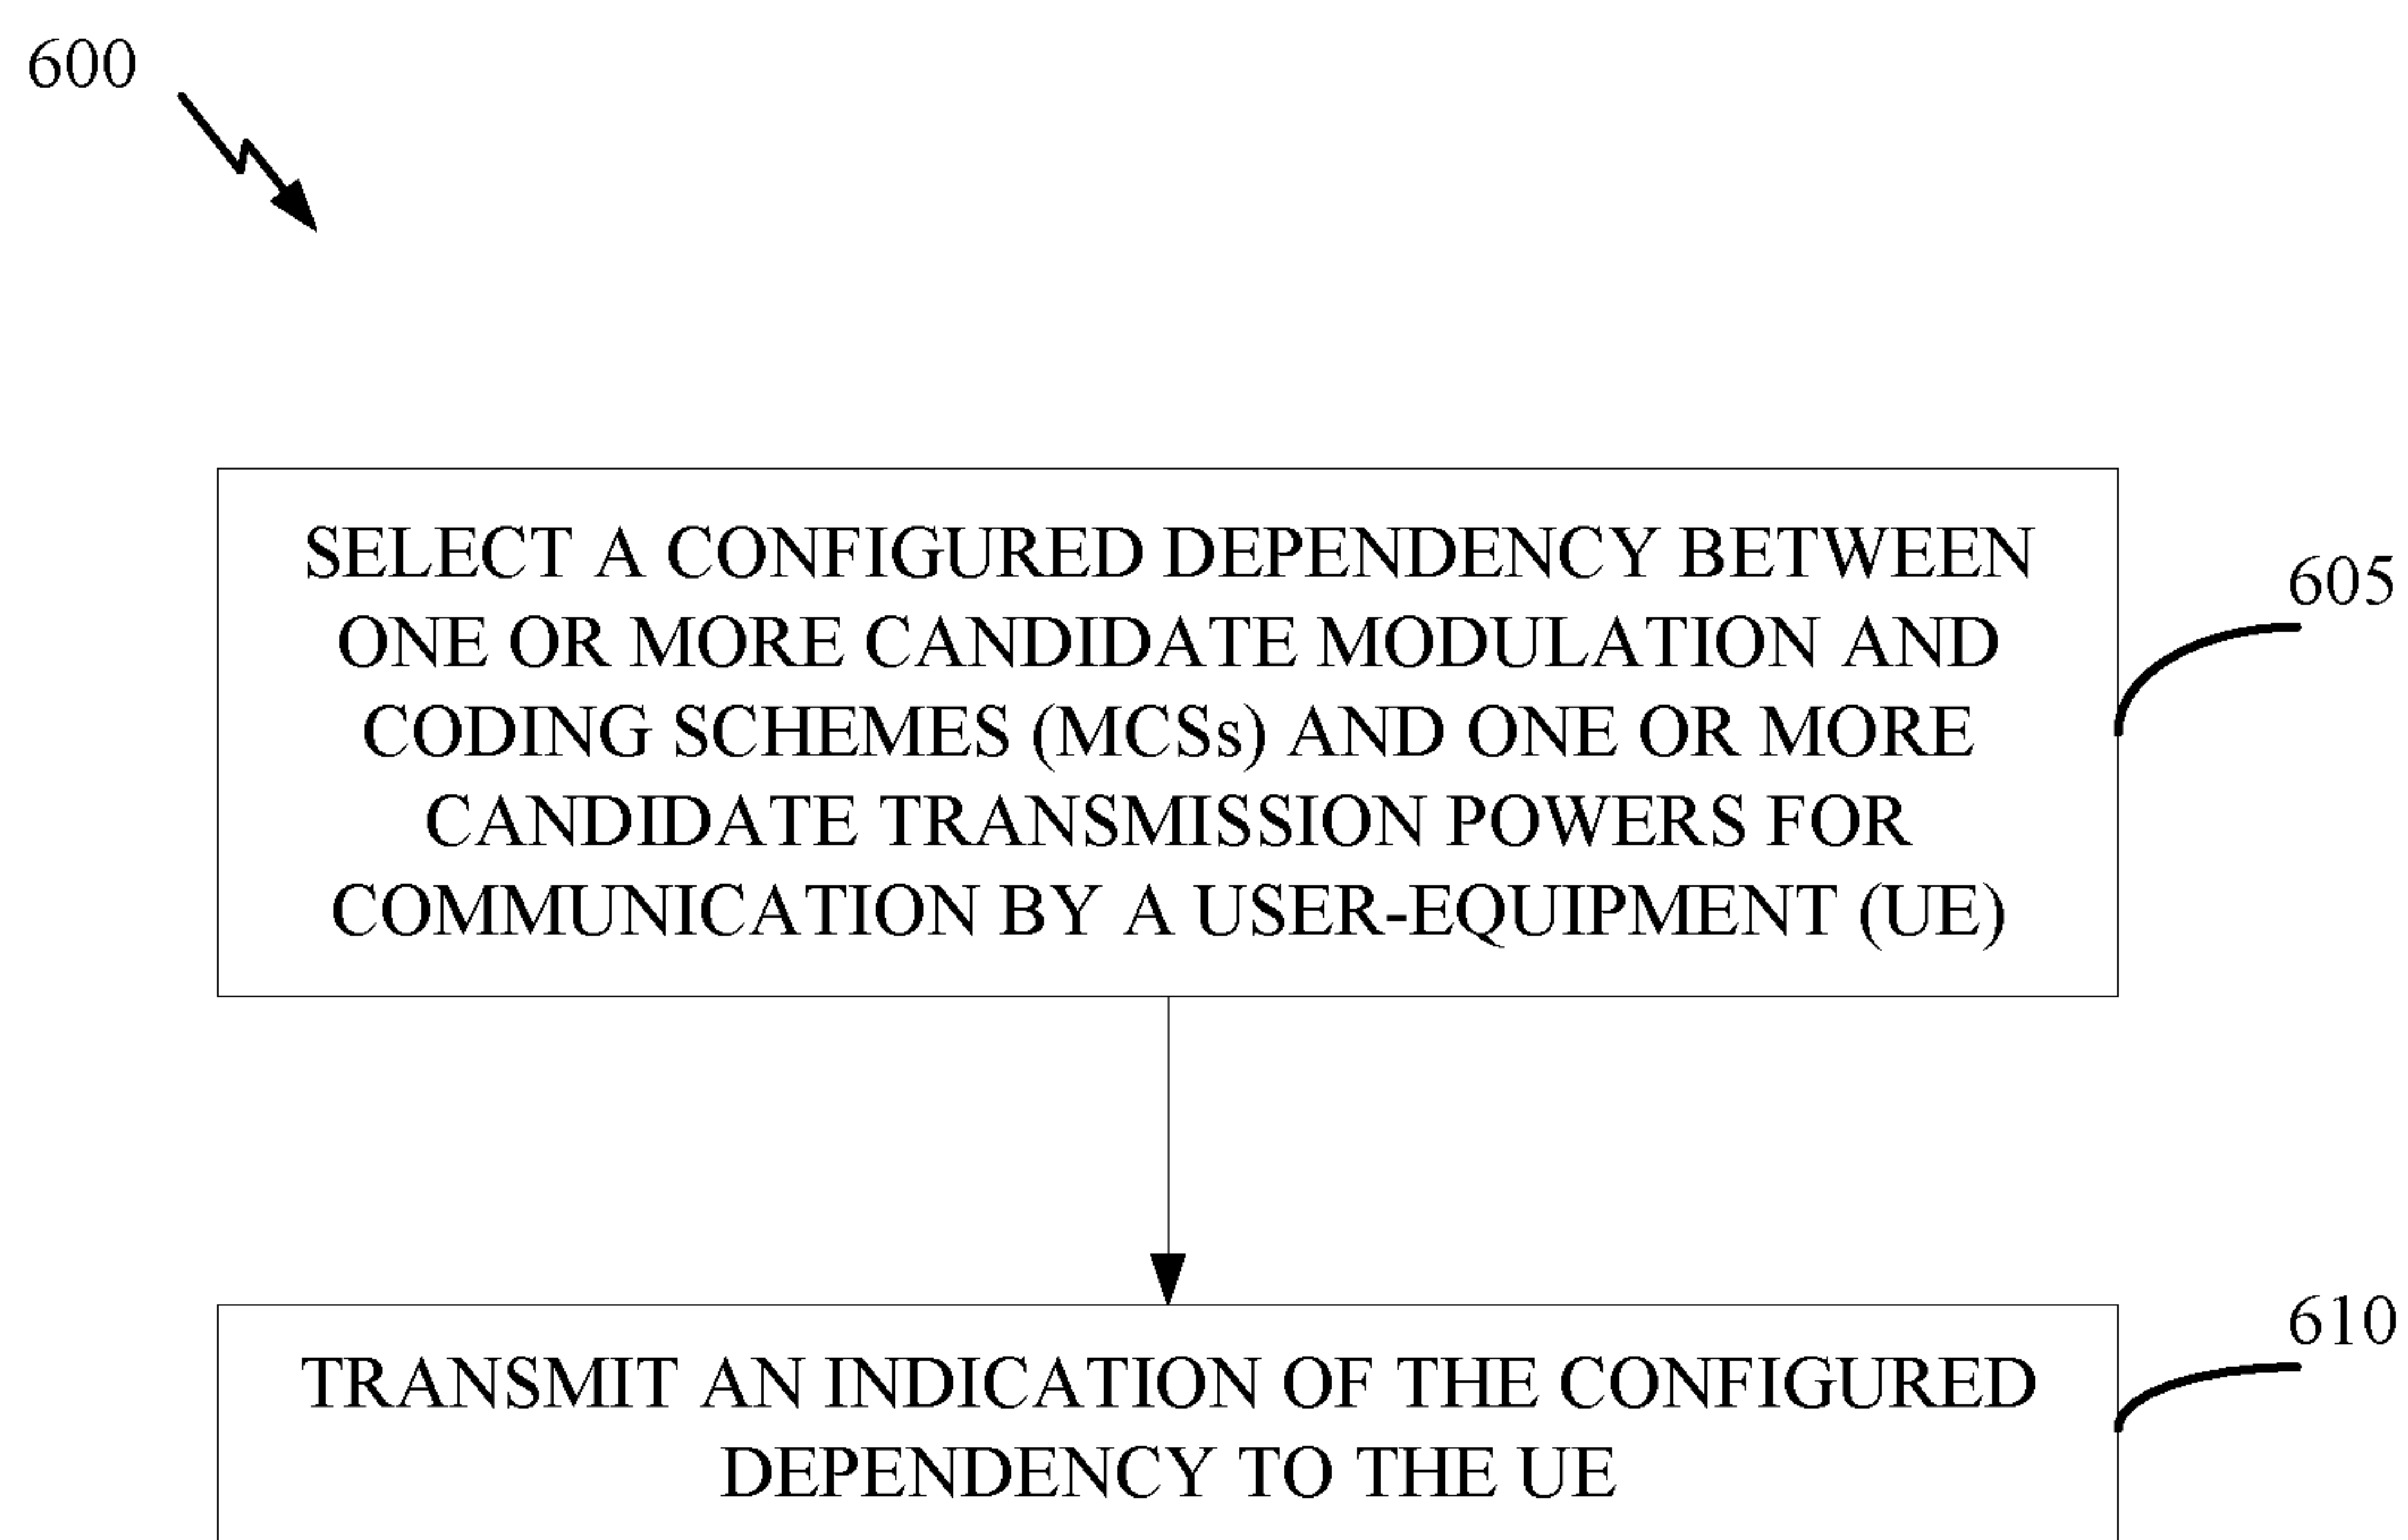 600
SELECT A CONFIGURED DEPENDENCY BETWEEN
ONE OR MORE CANDIDATE MODULATION AND
CODING SCHEMES (MCSs) AND ONE OR MORE
CANDIDATE TRANSMISSION POWERS FOR
COMMUNICATION BY A USER-EQUIPMENT (UE)
605
TRANSMIT AN INDICATION OF THE CONFIGURED
DEPENDENCY TO THE UE
610